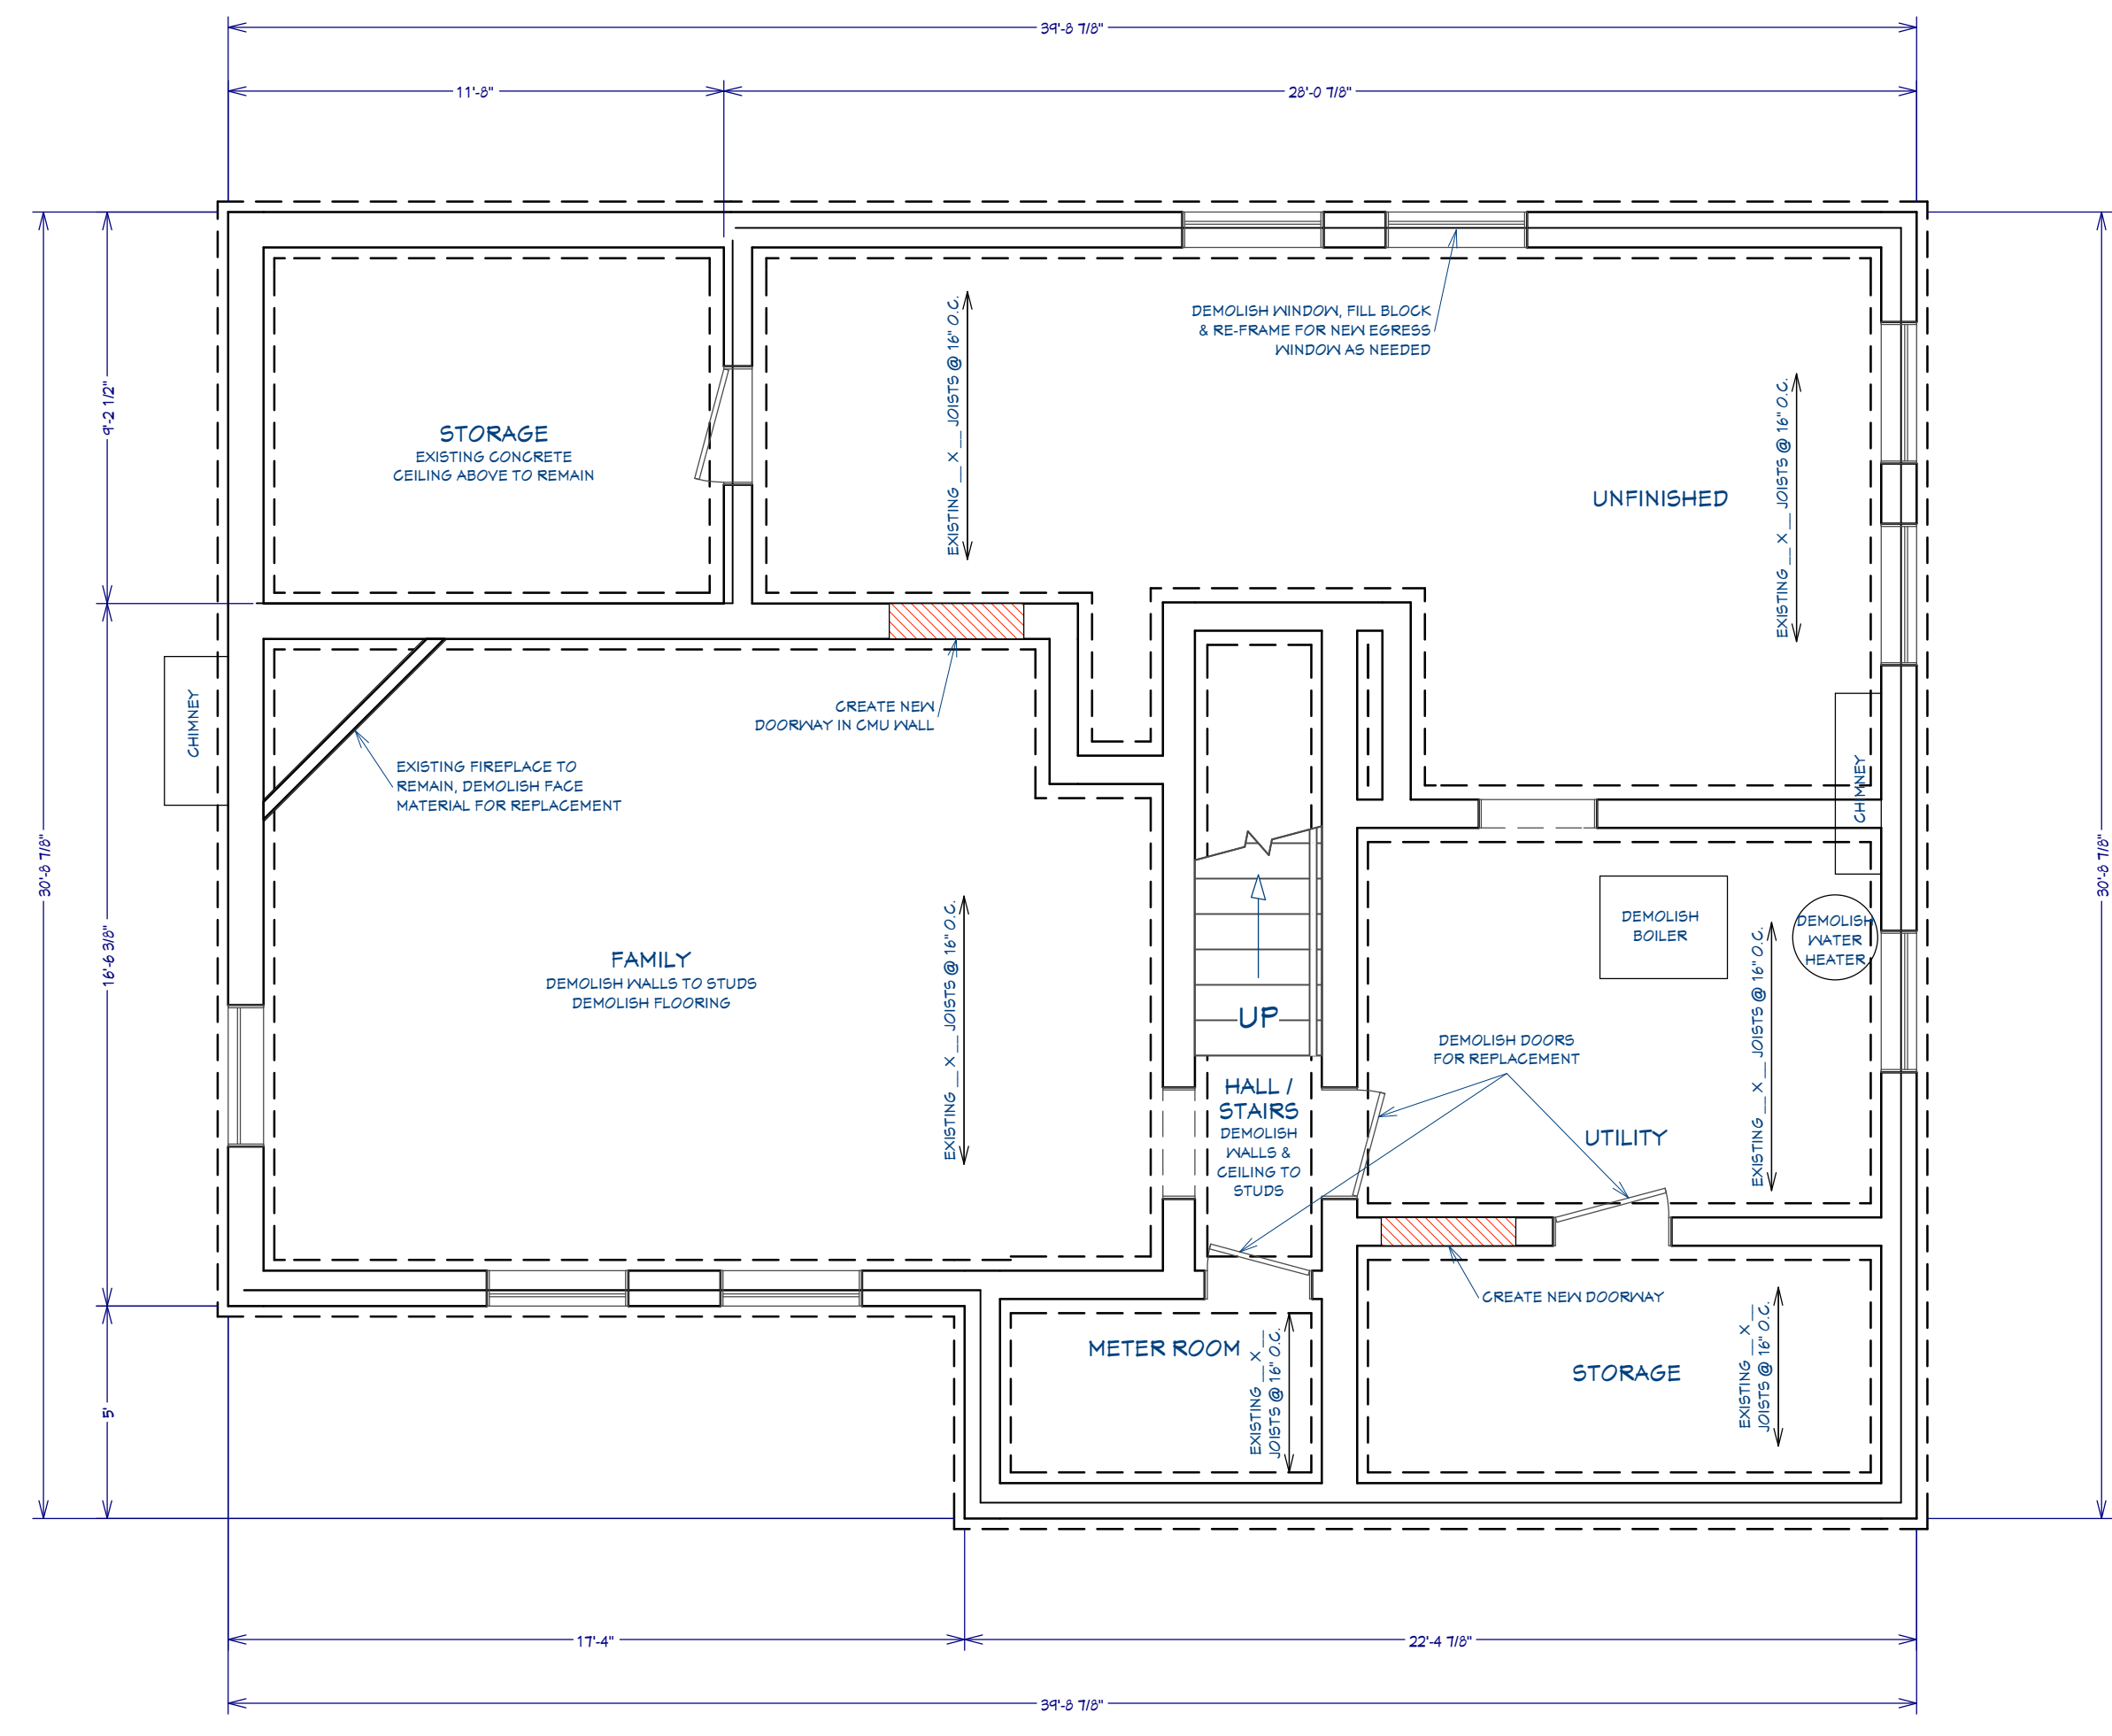 39'-8 7/8"
11'-8"
28'-0 7/8"
DEMOLISH WINDOW, FILL BLOCK
& RE-FRAME FOR NEW EGRESS
WINDOW AS NEEDED
EXISTING __ X __ JOISTS @ 16" O.C.
EXISTING __ X __ JOISTS @ 16" O.C.
9'-2 1/2"
STORAGE
EXISTING CONCRETE
CEILING ABOVE TO REMAIN
UNFINISHED
CHIMNEY
CREATE NEW
DOORWAY IN CMU WALL
EXISTING FIREPLACE TO
REMAIN, DEMOLISH FACE
MATERIAL FOR REPLACEMENT
CHIMNEY
30'-8 7/8"
30'-8 7/8"
16'-6 3/8"
FAMILY
DEMOLISH WALLS TO STUDS
DEMOLISH FLOORING
EXISTING __ X __ JOISTS @ 16" O.C.
DEMOLISH
BOILER
DEMOLISH
WATER
HEATER
EXISTING __ X __ JOISTS @ 16" O.C.
UP
DEMOLISH DOORS
FOR REPLACEMENT
HALL /
STAIRS
DEMOLISH
WALLS &
CEILING TO
STUDS
UTILITY
CREATE NEW DOORWAY
METER ROOM
EXISTING __ X __
JOISTS @ 16" O.C.
STORAGE
EXISTING __ X __
JOISTS @ 16" O.C.
5'
17'-4"
22'-4 7/8"
39'-8 7/8"